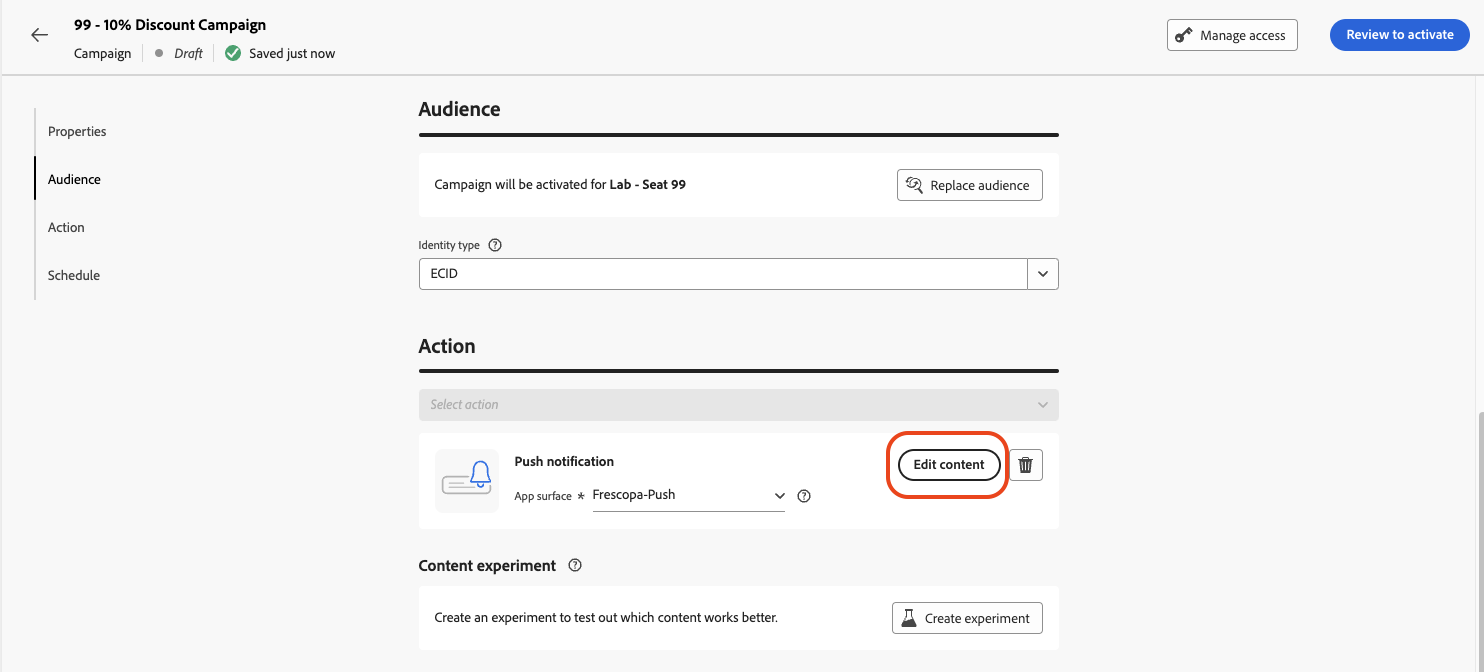 99 - 10% Discount Campaign
Campaign Draft Saved just now
Manage access
Review to activate
Properties
Audience
Action
Schedule
Audience
Campaign will be activated for Lab - Seat 99
Replace audience
Identity type ?
ECID
Action
Select action
Push notification
App surface * Frescopa-Push ?
Edit content
Content experiment ?
Create an experiment to test out which content works better.
Create experiment